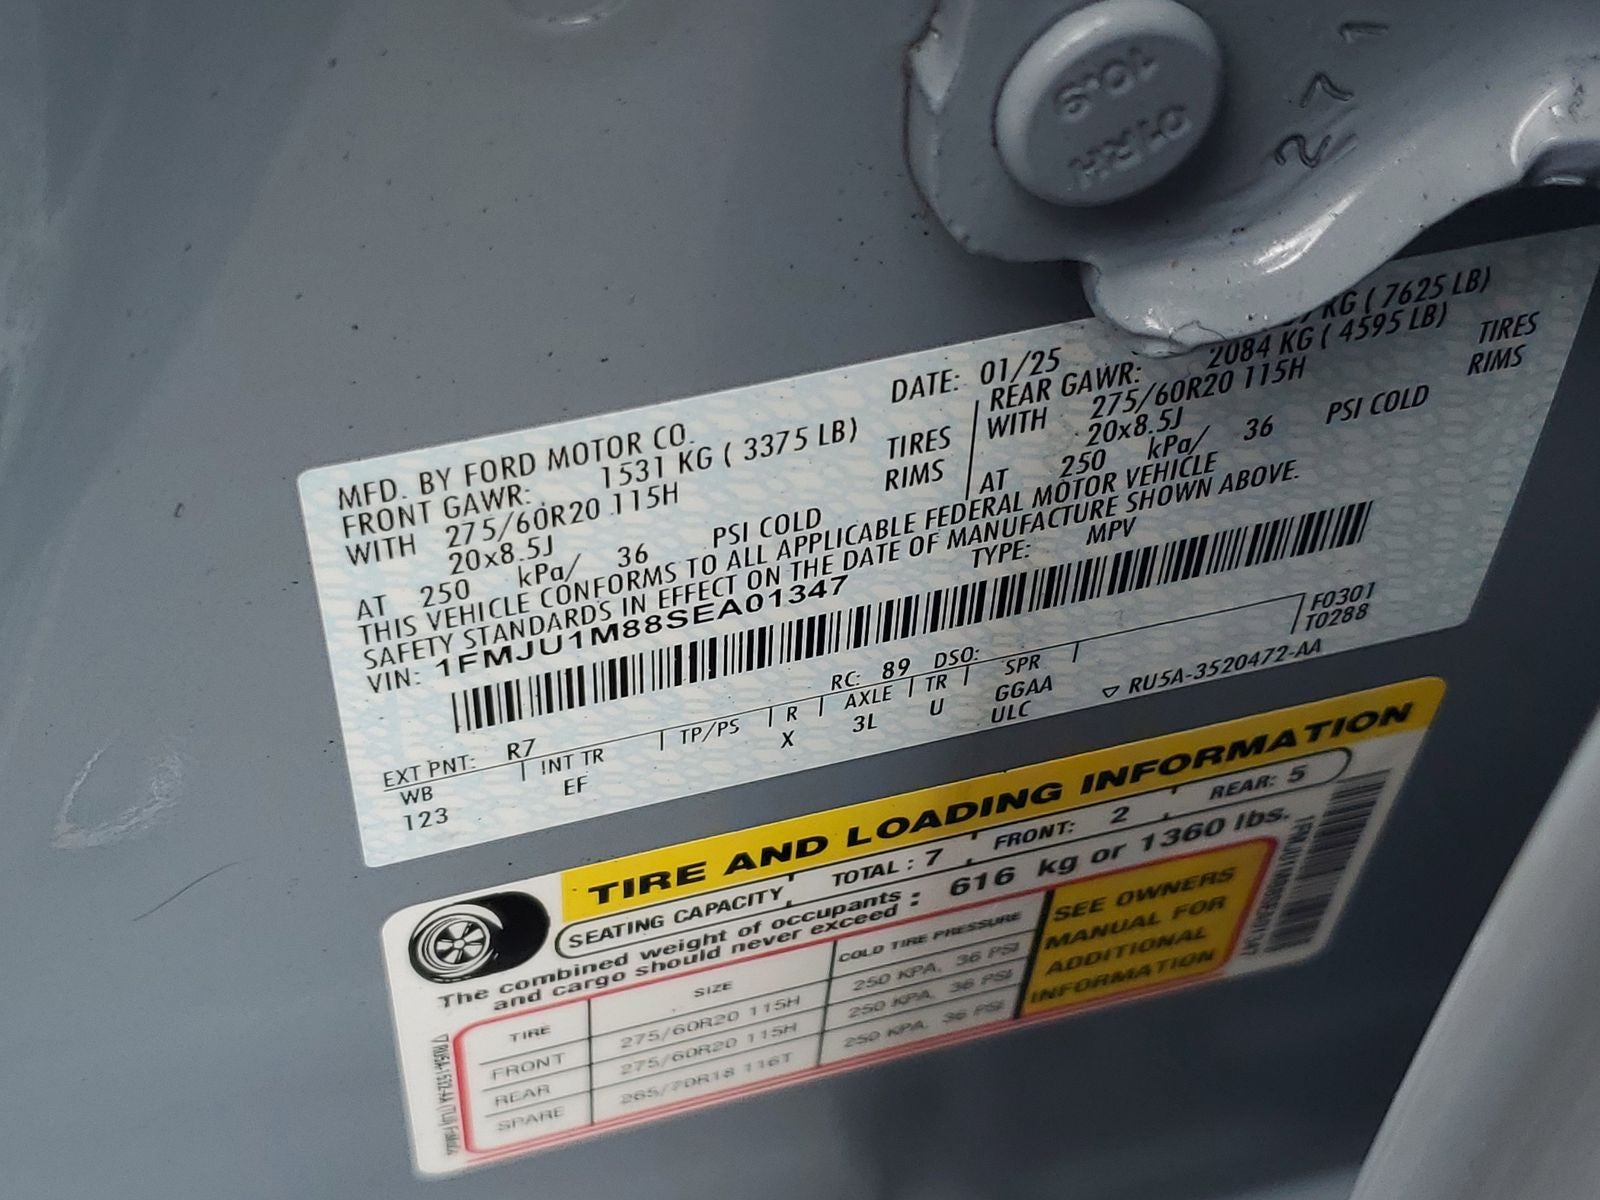 10.9
D1RH
271
MFD. BY FORD MOTOR CO.
DATE: 01/25
KG ( 7625 LB)
FRONT GAWR: 1531 KG ( 3375 LB)
REAR GAWR: 2084 KG ( 4595 LB)
WITH 275/60R20 115H TIRES
WITH 275/60R20 115H TIRES
20x8.5J RIMS
20x8.5J RIMS
AT 250 kPa/ 36 PSI COLD
AT 250 kPa/ 36 PSI COLD
THIS VEHICLE CONFORMS TO ALL APPLICABLE FEDERAL MOTOR VEHICLE
SAFETY STANDARDS IN EFFECT ON THE DATE OF MANUFACTURE SHOWN ABOVE.
VIN: 1FMJU1M88SEA01347 TYPE: MPV
F0301
T0288
EXT PNT: R7 RC: 89 DSO:
WB INT TR TP/PS R AXLE TR SPR
123 EF X 3L U GGAA
ULC
▽ RU5A-3520472-AA
TIRE AND LOADING INFORMATION
SEATING CAPACITY TOTAL : 7 FRONT: 2 REAR: 5
The combined weight of occupants and cargo should never exceed : 616 kg or 1360 lbs.
TIRE SIZE COLD TIRE PRESSURE
FRONT 275/60R20 115H 250 KPA, 36 PSI
REAR 275/60R20 115H 250 KPA, 36 PSI
SPARE 265/70R18 116T 250 KPA, 36 PSI
SEE OWNERS
MANUAL FOR
ADDITIONAL
INFORMATION
1FMJU1M88SEA01347